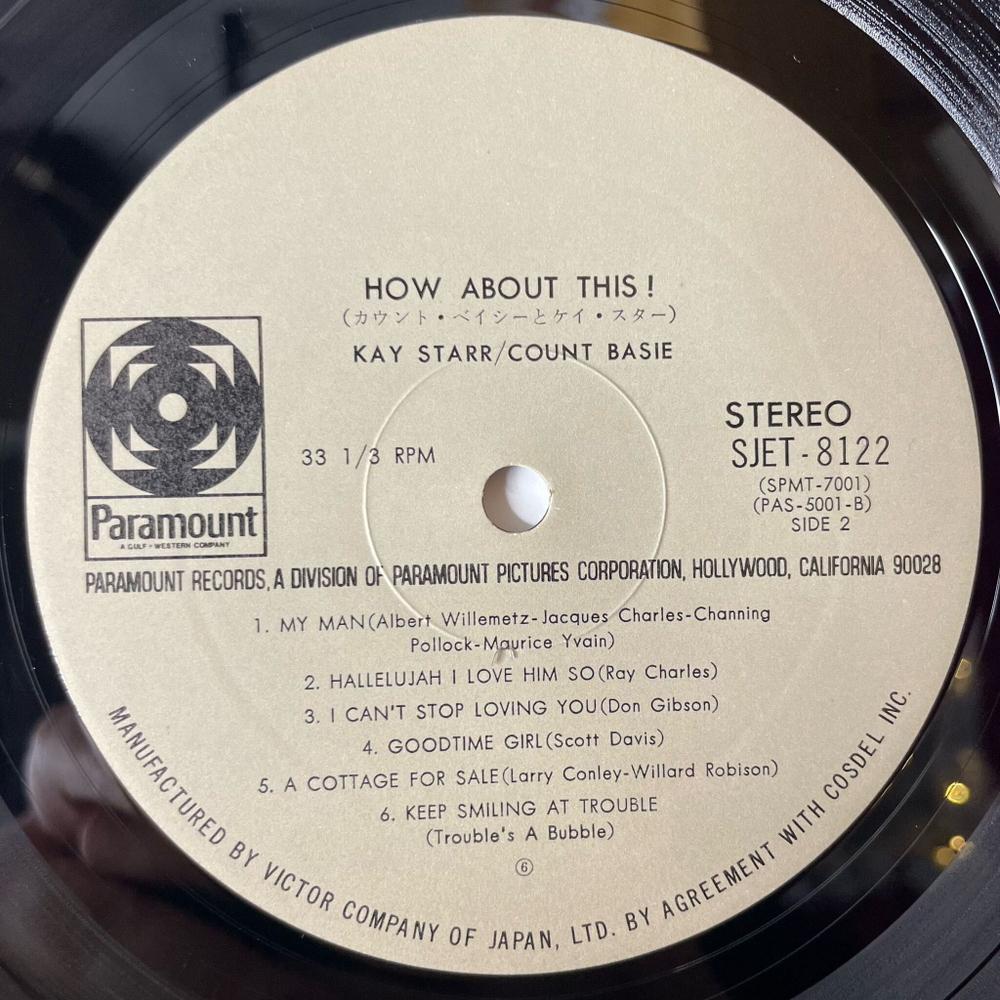 HOW ABOUT THIS!
(カウント・ベイシーとケイ・スター)
KAY STARR/COUNT BASIE
33 1/3 RPM
STEREO
SJET-8122
(SPMT-7001)
(PAS-5001-B)
SIDE 2
Paramount
A GULF+WESTERN COMPANY
PARAMOUNT RECORDS, A DIVISION OF PARAMOUNT PICTURES CORPORATION, HOLLYWOOD, CALIFORNIA 90028
1. MY MAN(Albert Willemetz-Jacques Charles-Channing
Pollock-Maurice Yvain)
2. HALLELUJAH I LOVE HIM SO(Ray Charles)
3. I CAN'T STOP LOVING YOU(Don Gibson)
4. GOODTIME GIRL(Scott Davis)
5. A COTTAGE FOR SALE(Larry Conley-Willard Robison)
6. KEEP SMILING AT TROUBLE
(Trouble's A Bubble)
⑥
MANUFACTURED BY VICTOR COMPANY OF JAPAN, LTD. BY AGREEMENT WITH COSDEL INC.